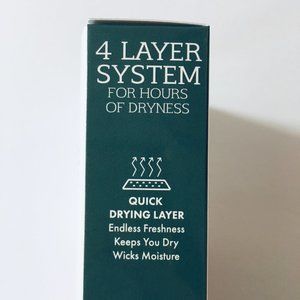 4 LAYER
SYSTEM
FOR HOURS
OF DRYNESS
QUICK
DRYING LAYER
Endless Freshness
Keeps You Dry
Wicks Moisture